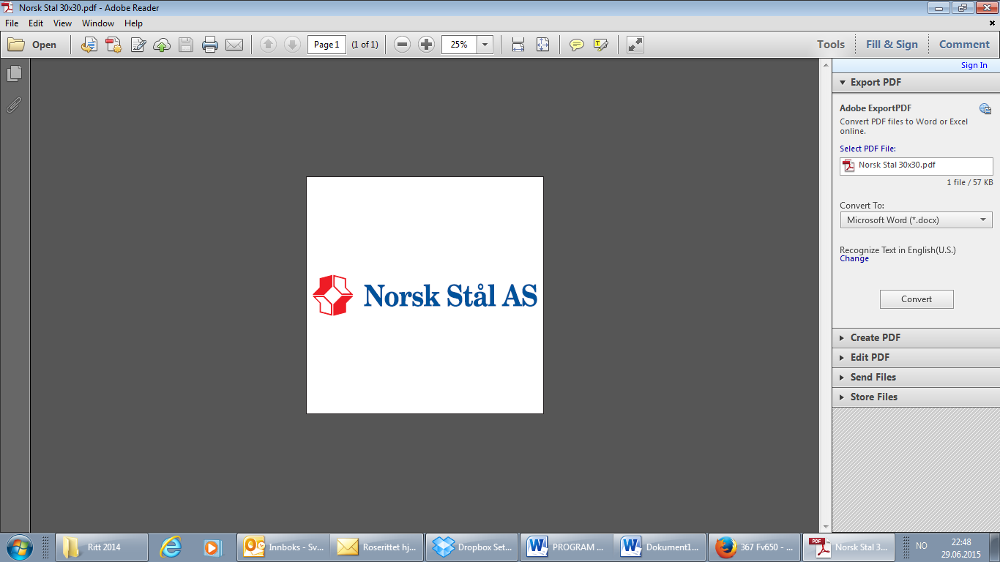 Norsk Stal 30x30.pdf - Adobe Reader
File Edit View Window Help
Open Page 1 (1 of 1) 25% Tools Fill & Sign Comment
Sign In
Export PDF
Adobe ExportPDF
Convert PDF files to Word or Excel
online.
Select PDF File:
Norsk Stal 30x30.pdf
1 file / 57 KB
Convert To:
Microsoft Word (*.docx)
Recognize Text in English(U.S.)
Change
Convert
Create PDF
Edit PDF
Send Files
Store Files
Norsk Stål AS
Ritt 2014 Innboks - Sv... Roserittet hj... Dropbox Set... PROGRAM ... Dokument1... 367 Fv650 - ... PDF Norsk Stål 3... NO 22:48
29.06.2015